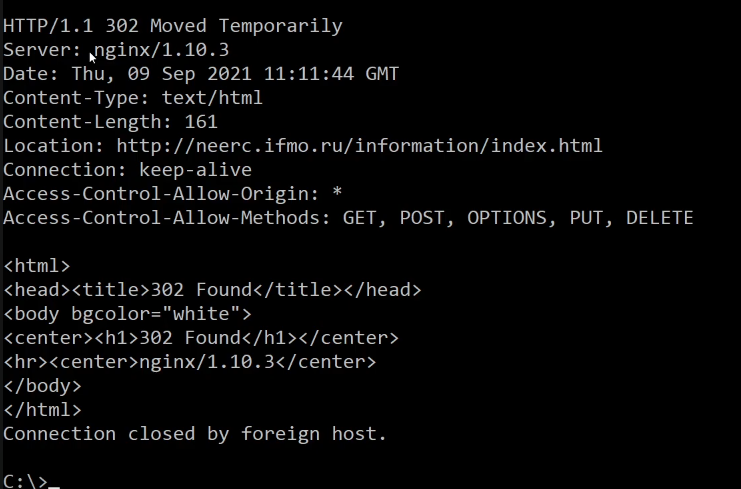 HTTP/1.1 302 Moved Temporarily
Server: nginx/1.10.3
Date: Thu, 09 Sep 2021 11:11:44 GMT
Content-Type: text/html
Content-Length: 161
Location: http://neerc.ifmo.ru/information/index.html
Connection: keep-alive
Access-Control-Allow-Origin: *
Access-Control-Allow-Methods: GET, POST, OPTIONS, PUT, DELETE
<html>
<head><title>302 Found</title></head>
<body bgcolor="white">
<center><h1>302 Found</h1></center>
<hr><center>nginx/1.10.3</center>
</body>
</html>
Connection closed by foreign host.
C:\>_